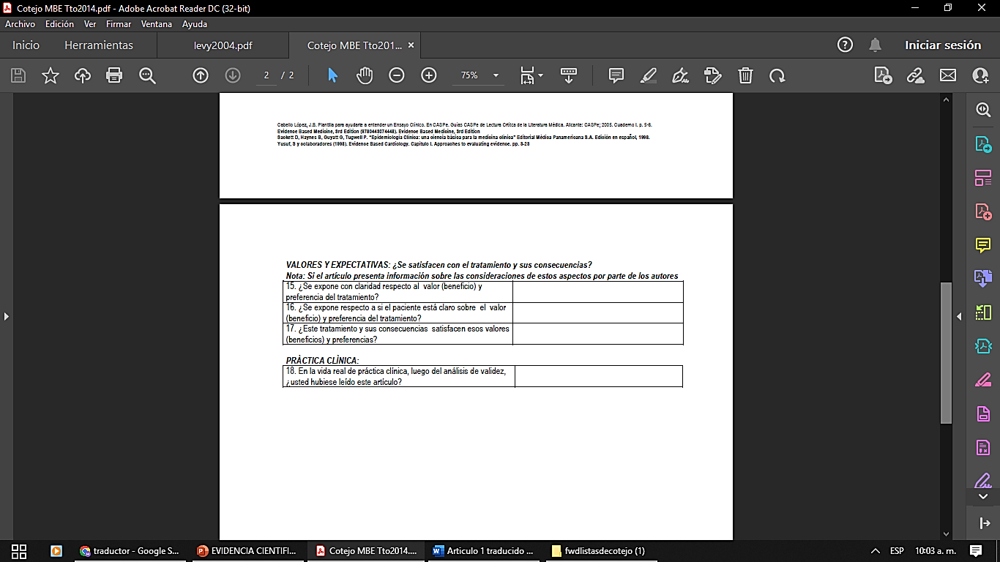 Cotejo MBE Tto2014.pdf - Adobe Acrobat Reader DC (32-bit)
Archivo Edición Ver Firmar Ventana Ayuda
Inicio Herramientas levy2004.pdf Cotejo MBE Tto201... × Iniciar sesión
2 / 2 75%
Cabello López, J.B. Plantilla para ayudarte a entender un Ensayo Clínico. En CASPe. Guías CASPe de Lectura Crítica de la Literatura Médica. Alicante: CASPe; 2005. Cuaderno I. p. 5-8.
Evidence Based Medicine, 3rd Edition (9780443074448). Evidence Based Medicine, 3rd Edition
Sackett D, Haynes B, Guyatt G, Tugwell P. "Epidemiología Clínica: una ciencia básica para la medicina clínica" Editorial Médica Panamericana S.A. Edición en español, 1998.
Yusuf, S y colaboradores (1998). Evidence Based Cardiology. Capítulo I. Approaches to evaluating evidence. pp. 3-23
VALORES Y EXPECTATIVAS: ¿Se satisfacen con el tratamiento y sus consecuencias?
Nota: Si el artículo presenta información sobre las consideraciones de estos aspectos por parte de los autores
15. ¿Se expone con claridad respecto al valor (beneficio) y
preferencia del tratamiento?
16. ¿Se expone respecto a si el paciente está claro sobre el valor
(beneficio) y preferencia del tratamiento?
17. ¿Este tratamiento y sus consecuencias satisfacen esos valores
(beneficios) y preferencias?
PRÀCTICA CLÌNICA:
18. En la vida real de práctica clínica, luego del análisis de validez,
¿usted hubiese leído este artículo?
traductor - Google S... EVIDENCIA CIENTIFI... Cotejo MBE Tto2014.... Articulo 1 traducido ... fwdlistasdecotejo (1) ESP 10:03 a. m.